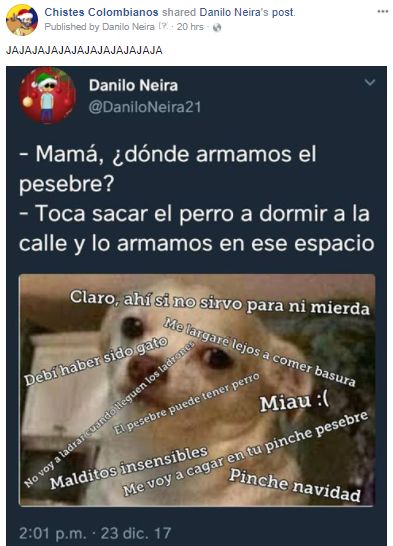 Chistes Colombianos shared Danilo Neira's post.
Published by Danilo Neira [?] · 20 hrs ·
JAJAJAJAJAJAJAJAJAJAJAJA
Danilo Neira
@DaniloNeira21
- Mamá, ¿dónde armamos el
pesebre?
- Toca sacar el perro a dormir a la
calle y lo armamos en ese espacio
Claro, ahí si no sirvo para ni mierda
Me largaré lejos a comer basura
Debí haber sido gato
No voy a ladrar cuando lleguen los ladrones
El pesebre puede tener perro
Miau :(
Malditos insensibles
Me voy a cagar en tu pinche pesebre
Pinche navidad
2:01 p.m. · 23 dic. 17